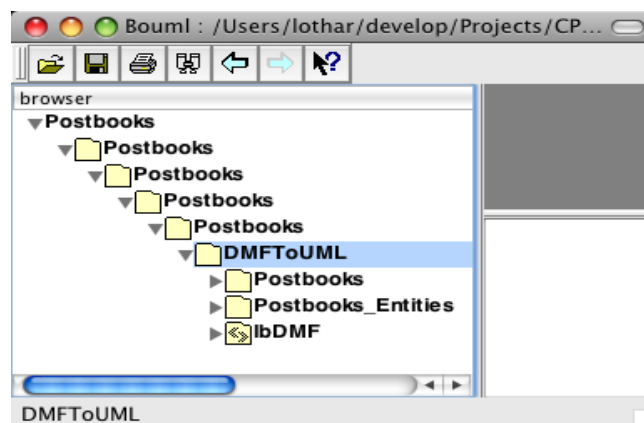 Bouml : /Users/lothar/develop/Projects/CP...
browser
Postbooks
Postbooks
Postbooks
Postbooks
Postbooks
DMFToUML
Postbooks
Postbooks_Entities
lbDMF
DMFToUML